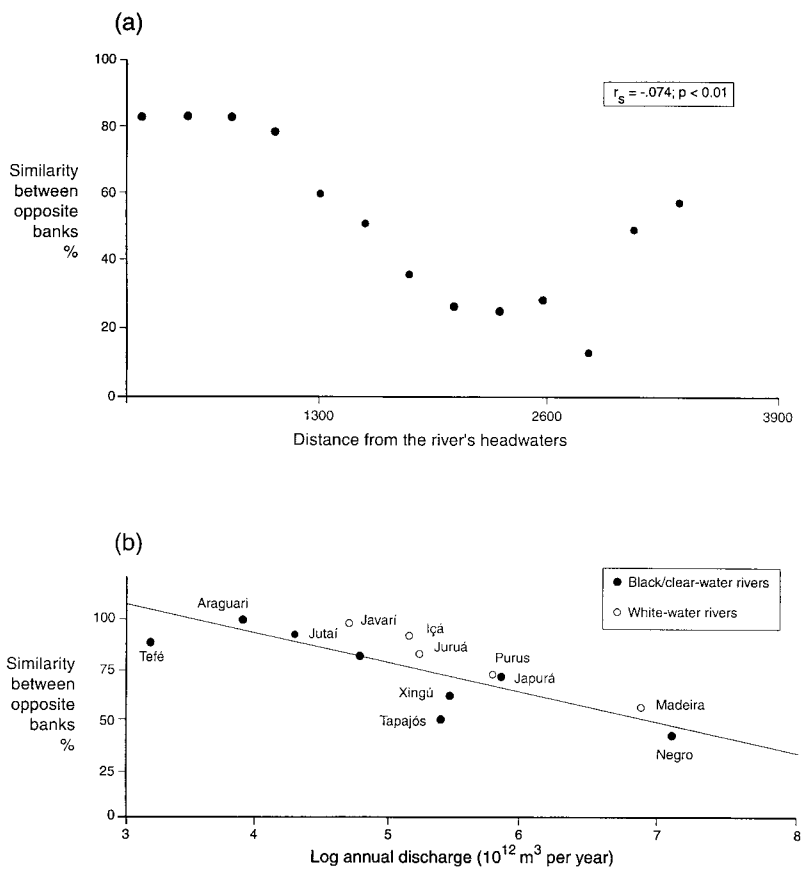 (a)
100
80
60
40
20
0
Similarity
between
opposite
banks
%
r_s = -.074; p < 0.01
1300 2600 3900
Distance from the river's headwaters
(b)
Black/clear-water rivers
White-water rivers
100
75
50
25
0
Similarity
between
opposite
banks
%
Araguari
Tefé
Jutaí
Javarí
Içá
Juruá
Purus
Japurá
Xingú
Tapajós
Madeira
Negro
3 4 5 6 7 8
Log annual discharge (10¹² m³ per year)